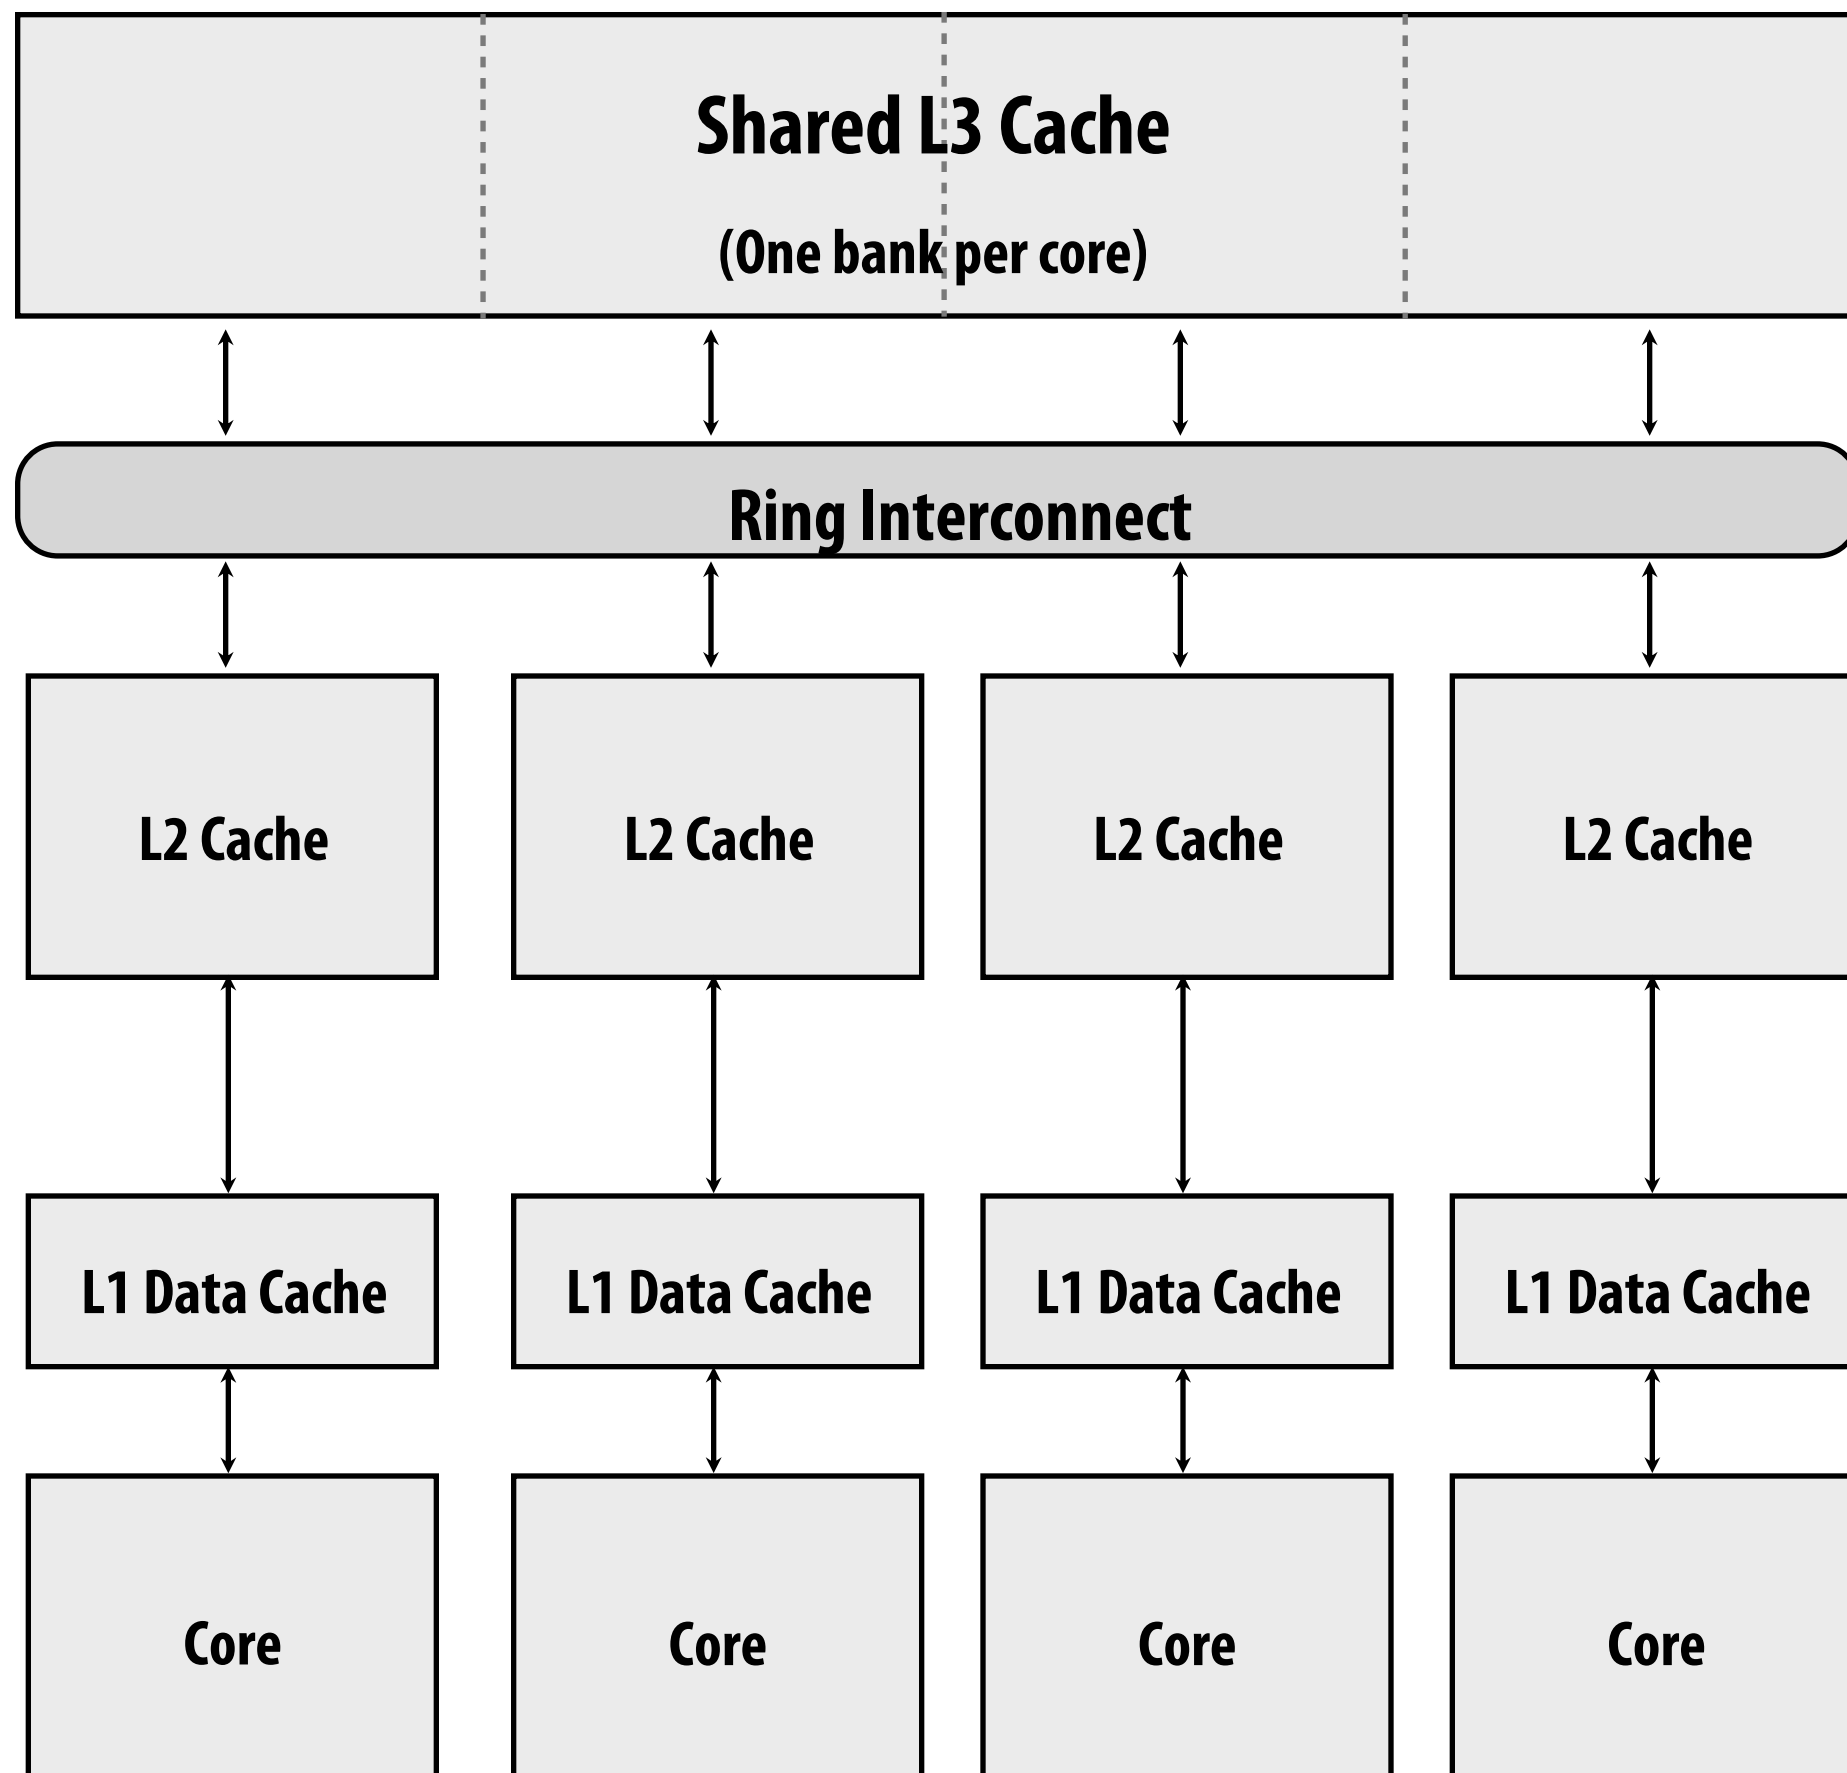 Shared L3 Cache
(One bank per core)
Ring Interconnect
L2 Cache
L2 Cache
L2 Cache
L2 Cache
L1 Data Cache
L1 Data Cache
L1 Data Cache
L1 Data Cache
Core
Core
Core
Core